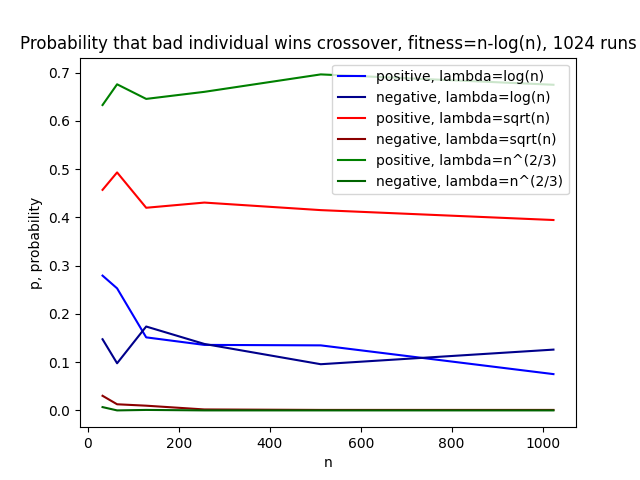 Probability that bad individual wins crossover, fitness=n-log(n), 1024 runs
positive, lambda=log(n)
negative, lambda=log(n)
positive, lambda=sqrt(n)
negative, lambda=sqrt(n)
positive, lambda=n^(2/3)
negative, lambda=n^(2/3)
p, probability
0.7
0.6
0.5
0.4
0.3
0.2
0.1
0.0
0
200
400
600
800
1000
n